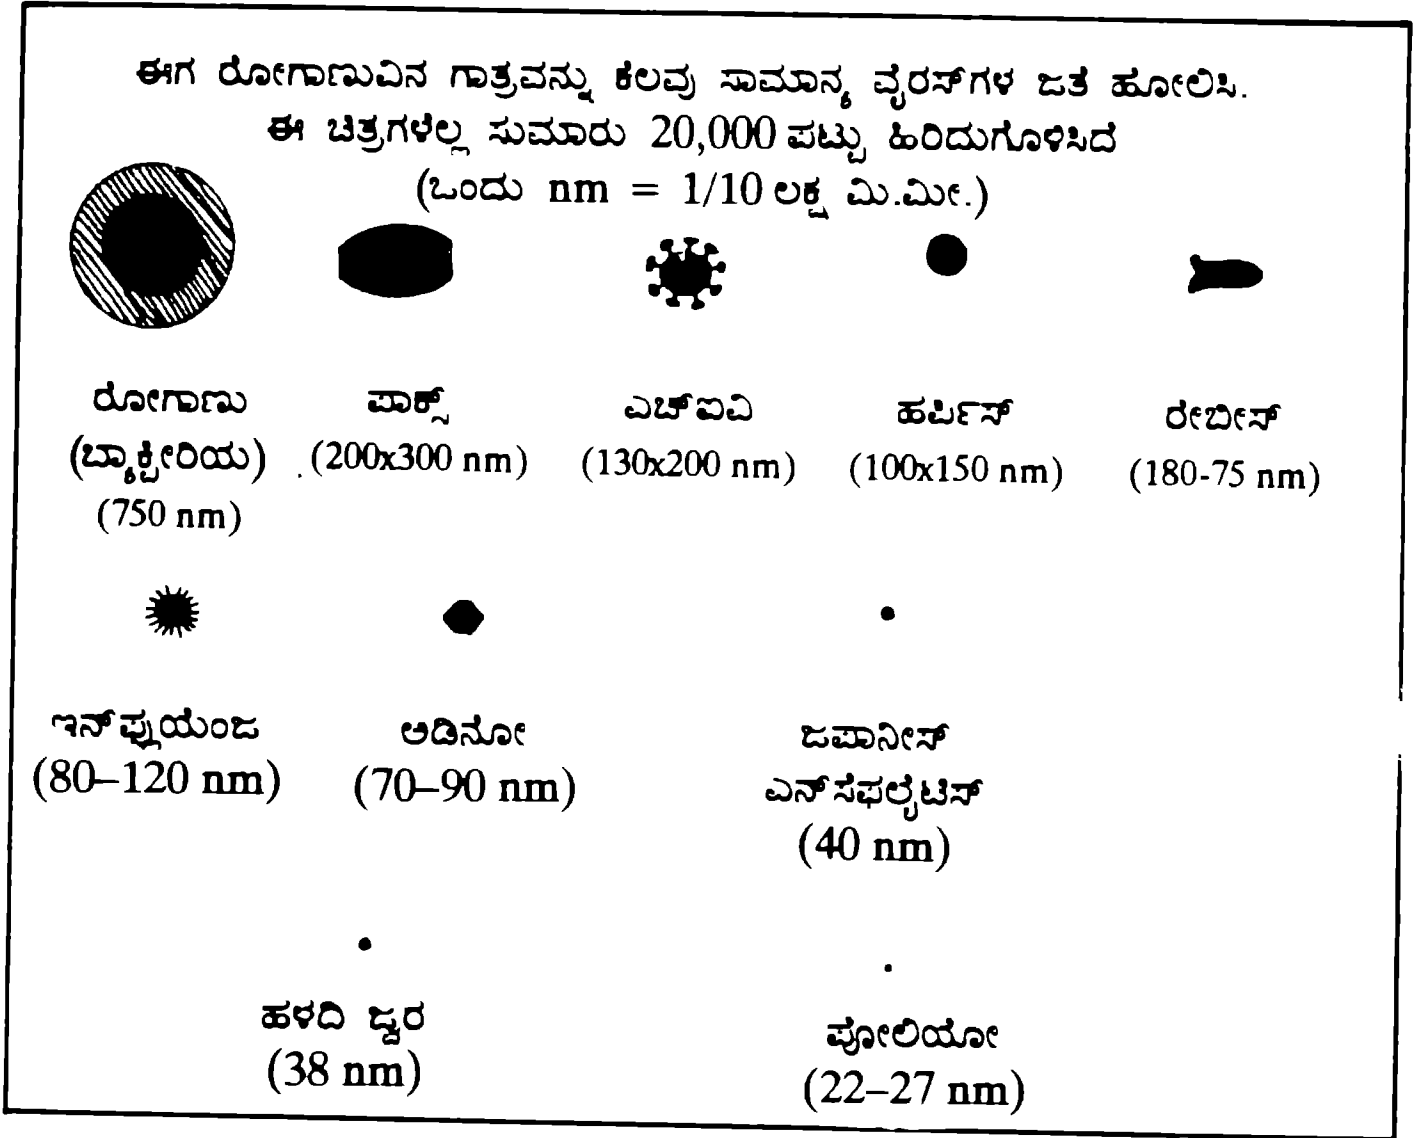 ಈಗ ರೋಗಾಣುವಿನ ಗಾತ್ರವನ್ನು ಕೆಲವು ಸಾಮಾನ್ಯ ವೈರಸ್‌ಗಳ ಜತೆ ಹೋಲಿಸಿ.
ಈ ಚಿತ್ರಗಳೆಲ್ಲ ಸುಮಾರು 20,000 ಪಟ್ಟು ಹಿರಿದುಗೊಳಿಸಿದೆ
(ಒಂದು nm = 1/10 ಲಕ್ಷ ಮಿ.ಮೀ.)
ರೋಗಾಣು
(ಬ್ಯಾಕ್ಟೀರಿಯ)
(750 nm)
ಪಾಕ್ಸ್
(200x300 nm)
ಎಚ್‌ಐವಿ
(130x200 nm)
ಹರ್ಪಿಸ್
(100x150 nm)
ರೇಬೀಸ್
(180-75 nm)
ಇನ್‌ಫ್ಲುಯೆಂಜ
(80–120 nm)
ಅಡಿನೋ
(70–90 nm)
ಜಪಾನೀಸ್
ಎನ್‌ಸೆಫಲೈಟಿಸ್
(40 nm)
ಹಳದಿ ಜ್ವರ
(38 nm)
ಪೋಲಿಯೋ
(22–27 nm)